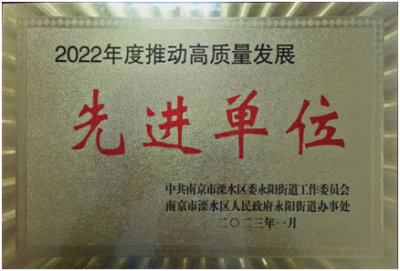 2022年度推动高质量发展
先进单位
中共南京市溧水区委永阳街道工作委员会
南京市溧水区人民政府永阳街道办事处
二〇二三年一月